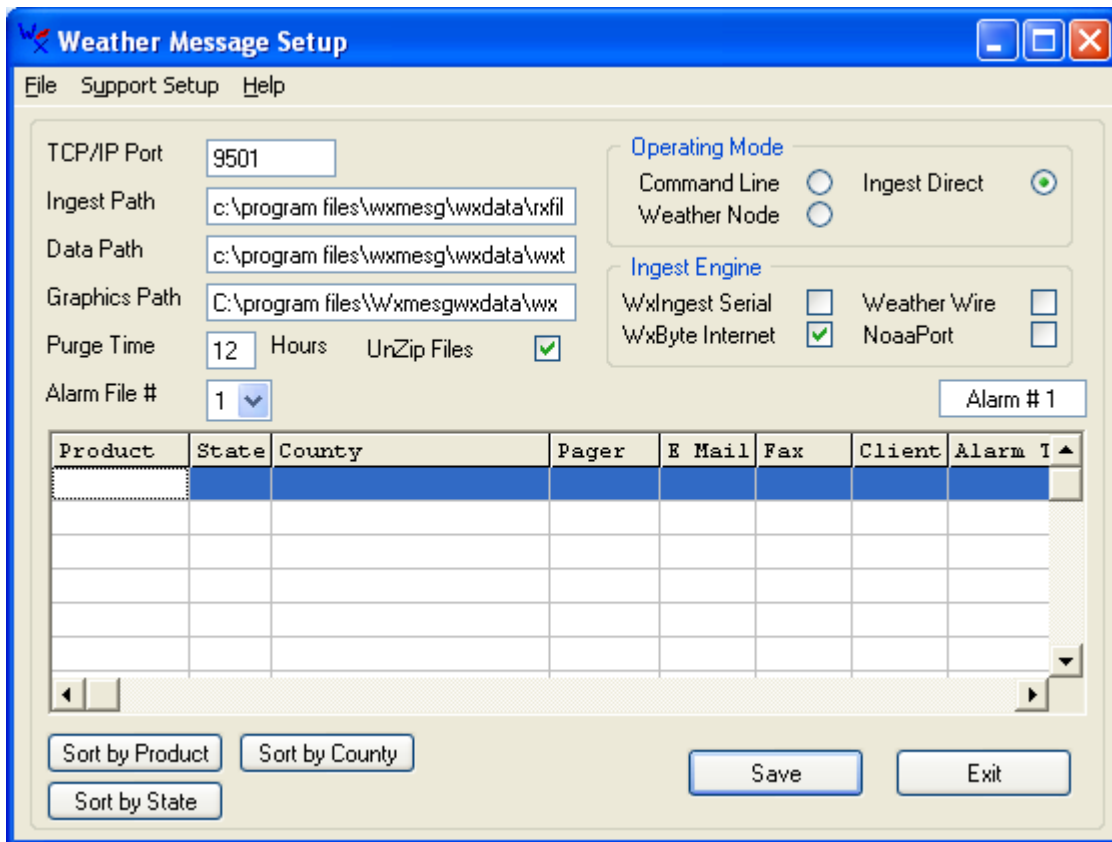 Weather Message Setup
File Support Setup Help
TCP/IP Port 9501
Ingest Path c:\program files\wxmesg\wxdata\rxfil
Data Path c:\program files\wxmesg\wxdata\wxt
Graphics Path C:\program files\Wxmesgwxdata\wx
Purge Time 12 Hours UnZip Files
Alarm File # 1
Operating Mode
Command Line Ingest Direct
Weather Node
Ingest Engine
WxIngest Serial Weather Wire
WxByte Internet NoaaPort
Alarm # 1
Product State County Pager E Mail Fax Client Alarm T
Sort by Product Sort by County
Sort by State
Save Exit